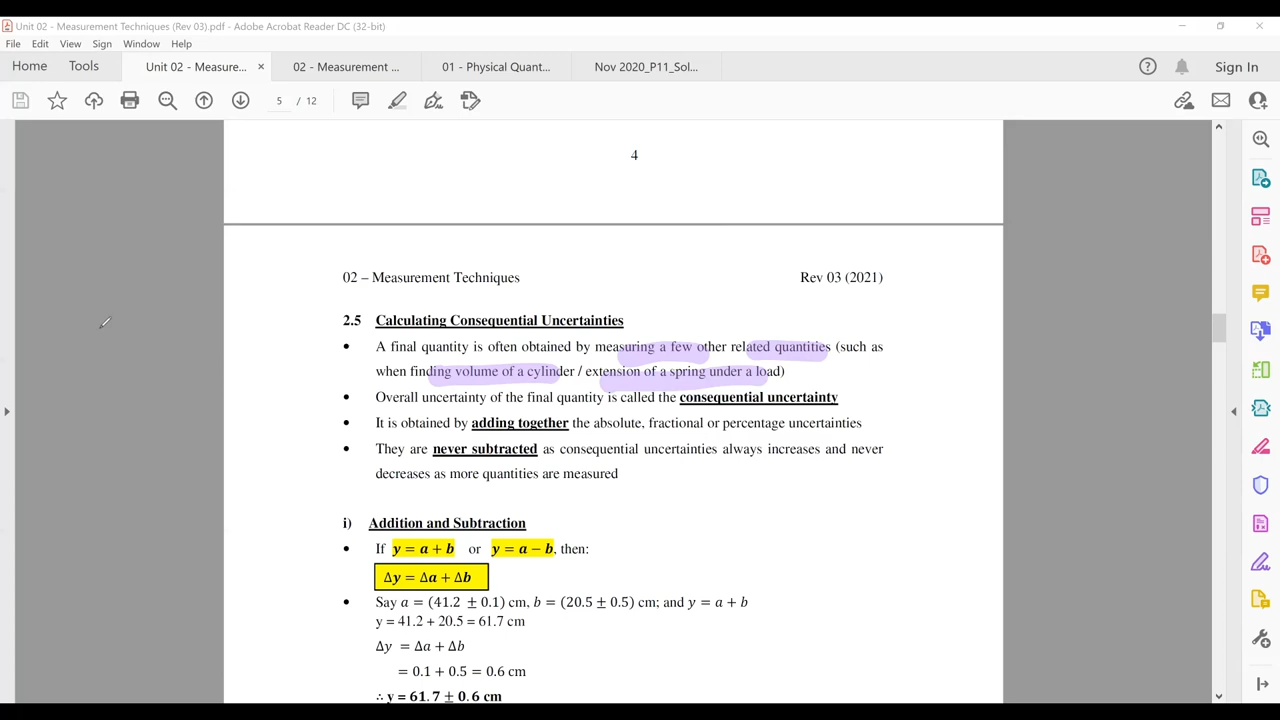 Unit 02 - Measurement Techniques (Rev 03).pdf - Adobe Acrobat Reader DC (32-bit)
File Edit View Sign Window Help
Home Tools Unit 02 - Measure... × 02 - Measurement ... 01 - Physical Quant... Nov 2020_P11_Sol... Sign In
5 / 12
4
02 – Measurement Techniques Rev 03 (2021)
2.5 Calculating Consequential Uncertainties
• A final quantity is often obtained by measuring a few other related quantities (such as
when finding volume of a cylinder / extension of a spring under a load)
• Overall uncertainty of the final quantity is called the consequential uncertainty
• It is obtained by adding together the absolute, fractional or percentage uncertainties
• They are never subtracted as consequential uncertainties always increases and never
decreases as more quantities are measured
i) Addition and Subtraction
• If y = a + b or y = a − b, then:
Δy = Δa + Δb
• Say a = (41.2 ± 0.1) cm, b = (20.5 ± 0.5) cm; and y = a + b
y = 41.2 + 20.5 = 61.7 cm
Δy = Δa + Δb
= 0.1 + 0.5 = 0.6 cm
∴ y = 61.7 ± 0.6 cm